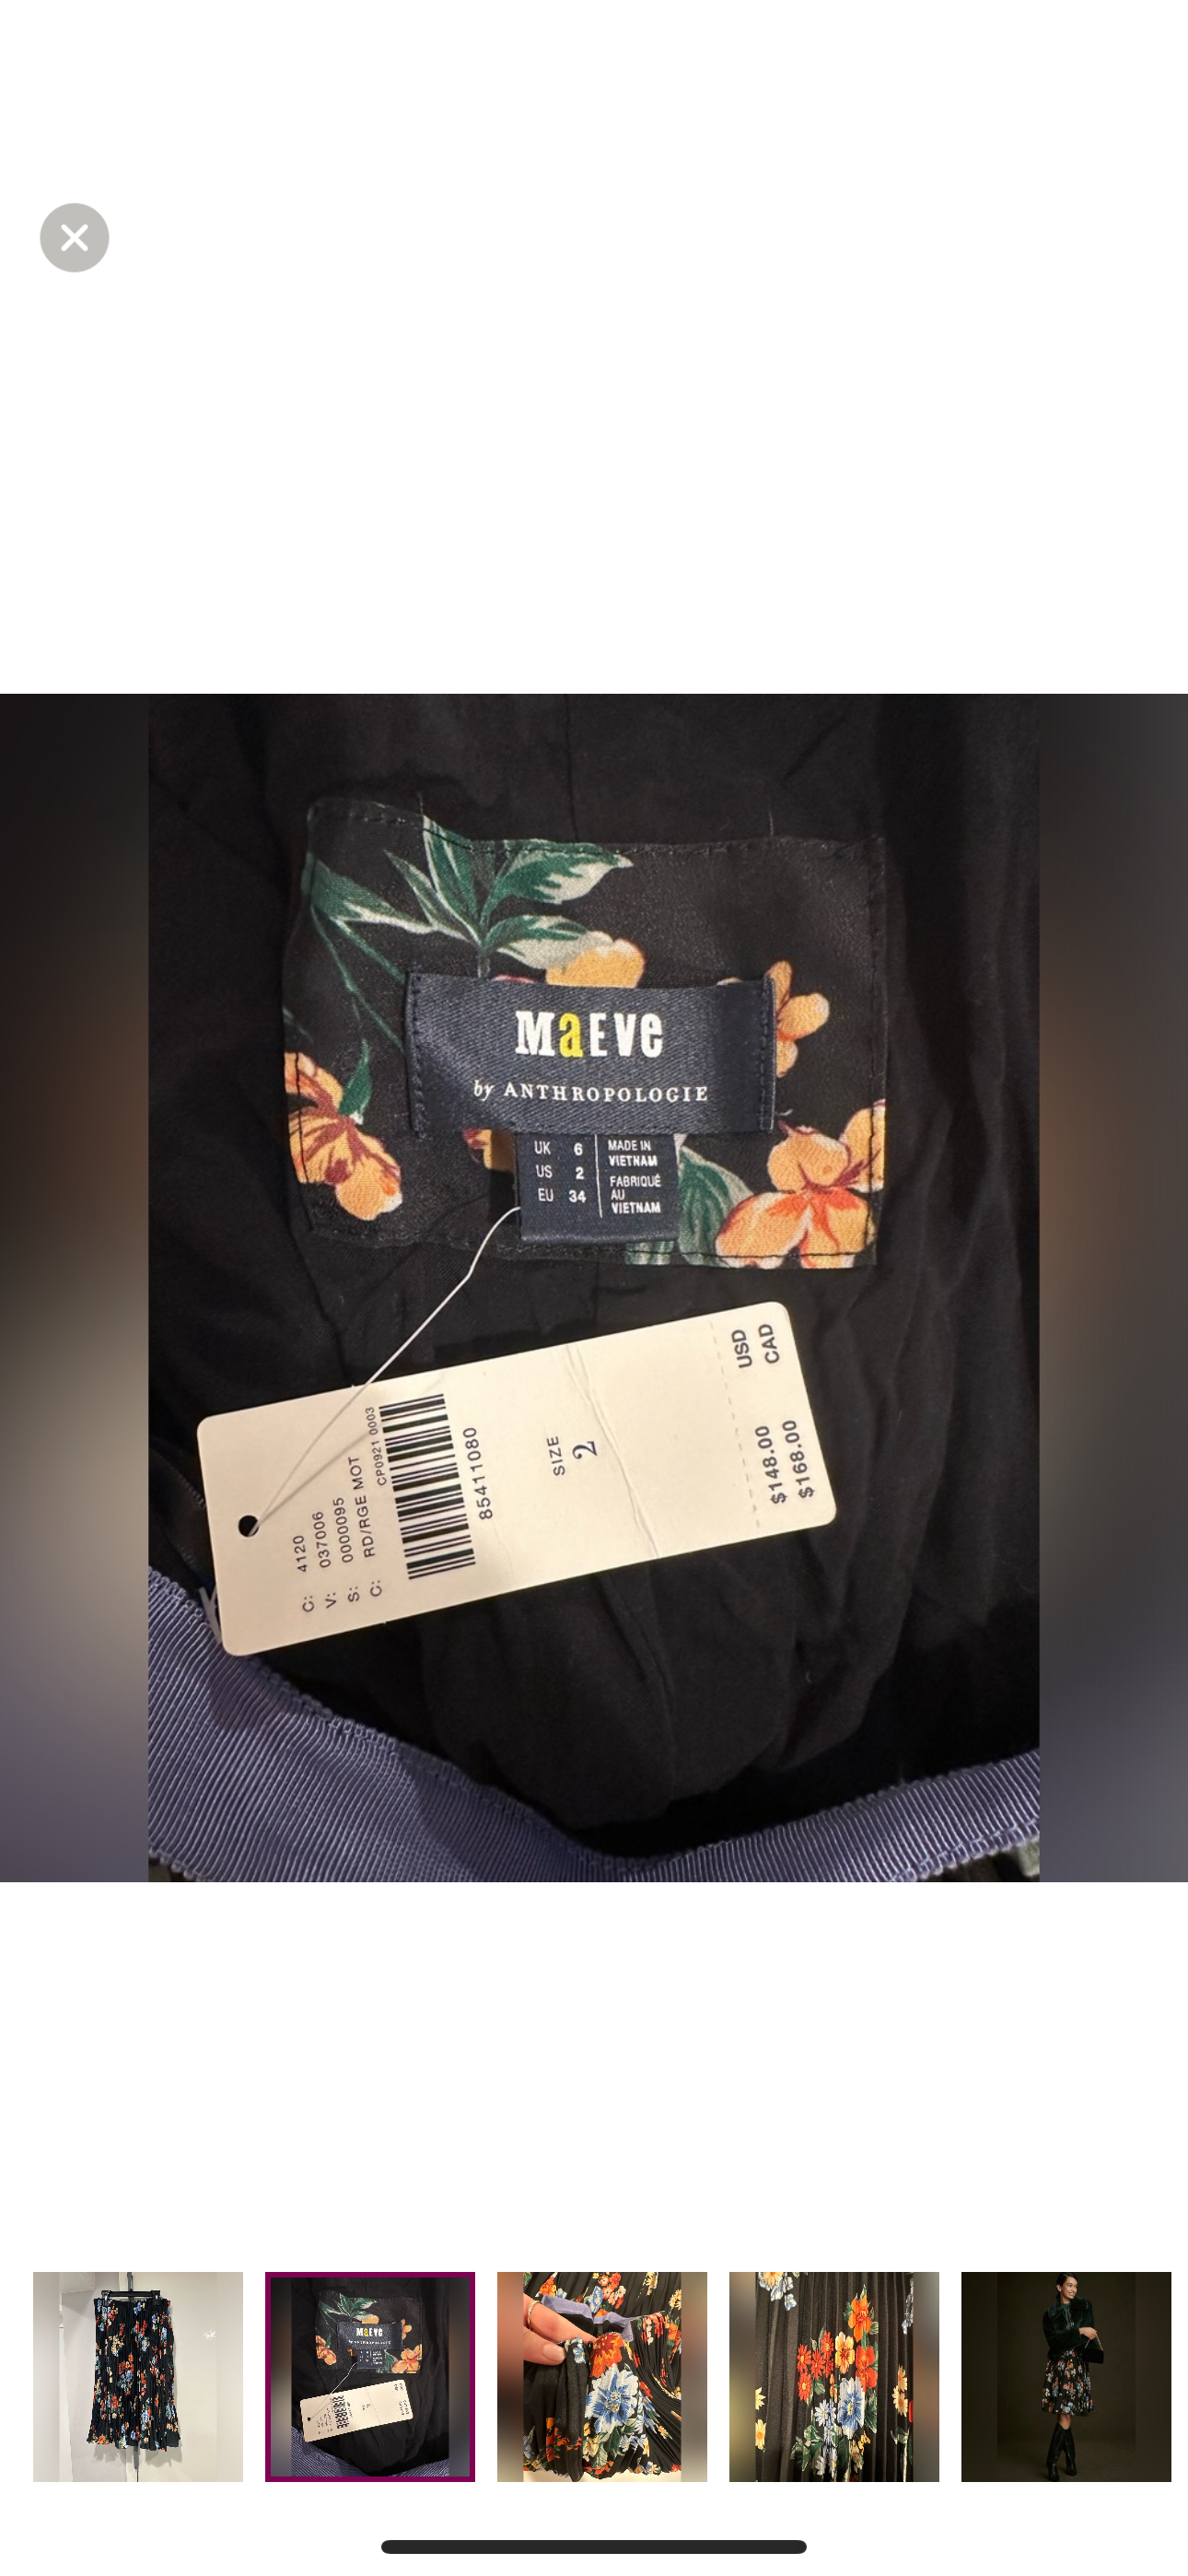 MaEVe
by ANTHROPOLOGIE
UK 6
US 2
EU 34
MADE IN
VIETNAM
FABRIQUÉ
AU
VIETNAM
C: 4120
V: 037006
S: 0000095
C: RD/RGE MOT
CP0921 0003
85411080
SIZE
2
$148.00 USD
$168.00 CAD
MaEVe